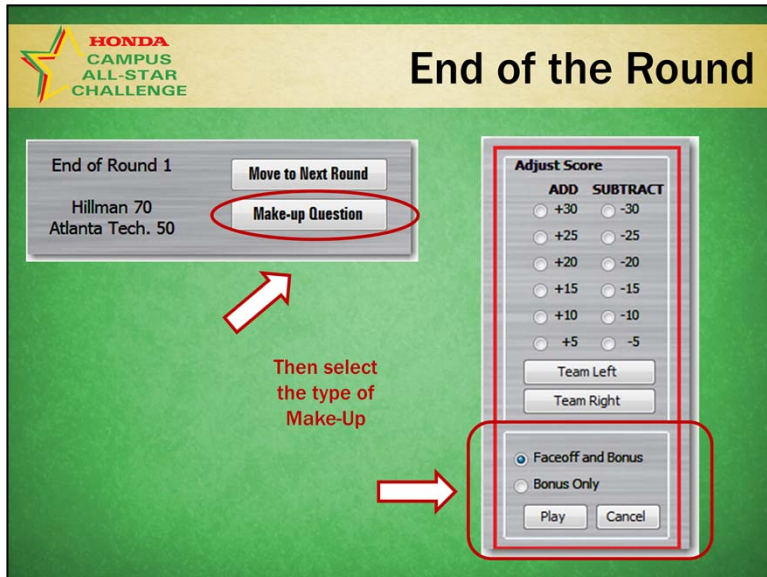 HONDA
CAMPUS
ALL-STAR
CHALLENGE
End of the Round
End of Round 1
Move to Next Round
Hillman 70
Atlanta Tech. 50
Make-up Question
Then select
the type of
Make-Up
Adjust Score
ADD SUBTRACT
+30 -30
+25 -25
+20 -20
+15 -15
+10 -10
+5 -5
Team Left
Team Right
Faceoff and Bonus
Bonus Only
Play Cancel